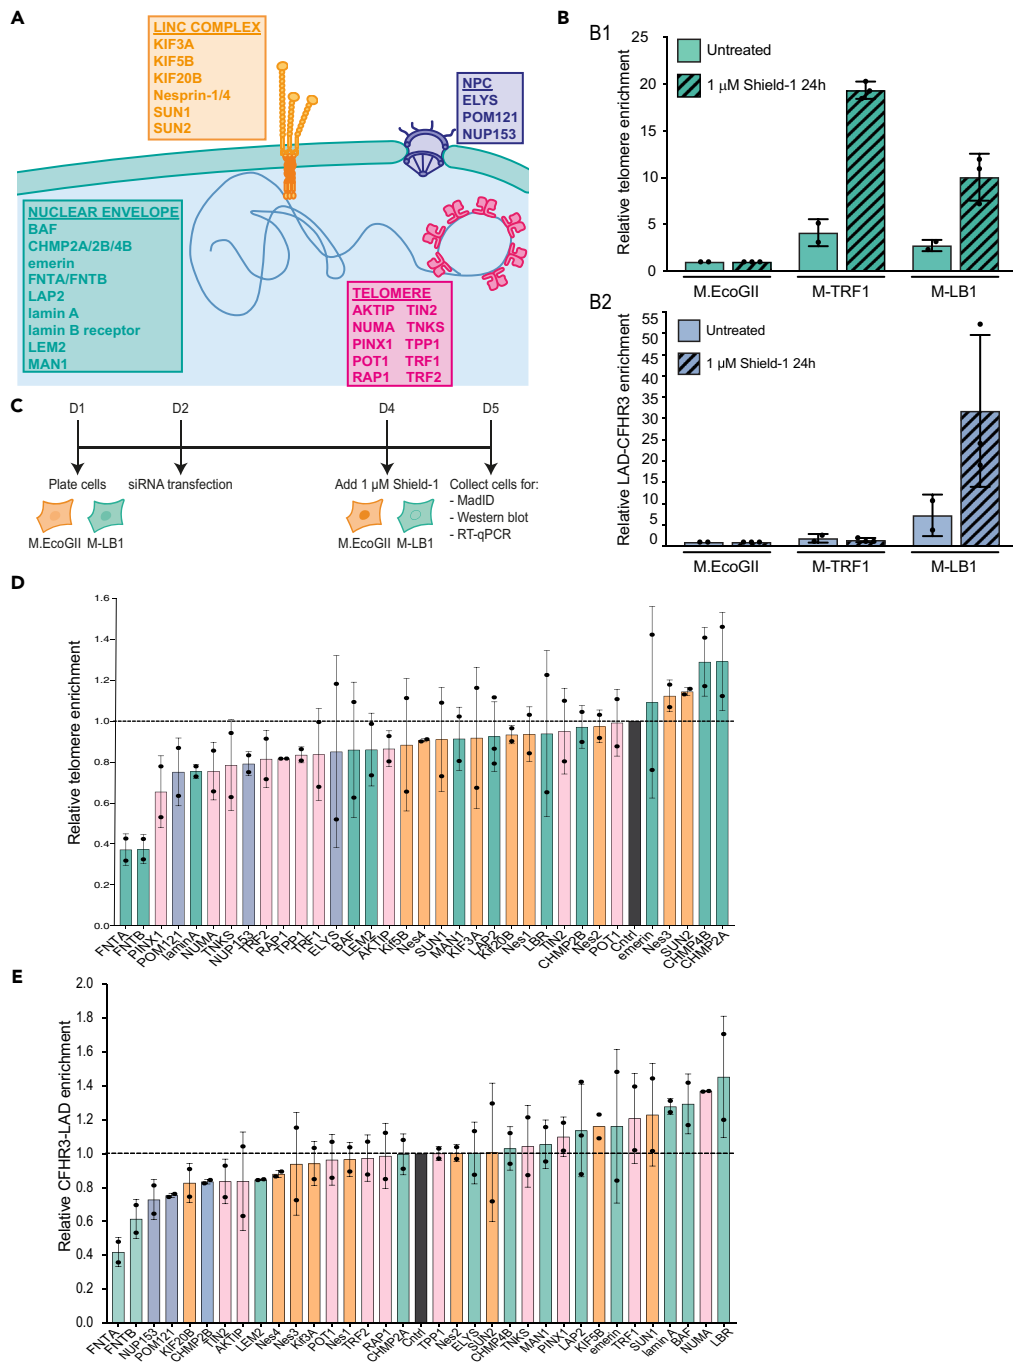 A
LINC COMPLEX
KIF3A
KIF5B
KIF20B
Nesprin-1/4
SUN1
SUN2
NPC
ELYS
POM121
NUP153
NUCLEAR ENVELOPE
BAF
CHMP2A/2B/4B
emerin
FNTA/FNTB
LAP2
lamin A
lamin B receptor
LEM2
MAN1
TELOMERE
AKTIP TIN2
NUMA TNKS
PINX1 TPP1
POT1 TRF1
RAP1 TRF2
B
B1
Relative telomere enrichment
25
20
15
10
5
0
Untreated
1 μM Shield-1 24h
M.EcoGII M-TRF1 M-LB1
B2
Relative LAD-CFHR3 enrichment
55
50
45
40
35
30
25
20
15
10
5
0
Untreated
1 μM Shield-1 24h
M.EcoGII M-TRF1 M-LB1
C
D1 D2 D4 D5
Plate cells
siRNA transfection
Add 1 μM Shield-1
Collect cells for:
- MadID
- Western blot
- RT-qPCR
M.EcoGII M-LB1
M.EcoGII M-LB1
D
Relative telomere enrichment
1.6
1.4
1.2
1.0
0.8
0.6
0.4
0.2
0.0
FNTA FNTB PINX1 POM121 laminA NUMA TNKS NUP153 TRF2 RAP1 TPP1 TRF1 ELYS BAF LEM2 AKTIP Kif5B Nes4 SUN1 MAN1 KIF3A LAP2 Kif20B Nes1 LBR TIN2 CHMP2B Nes2 POT1 Cntrl emerin Nes3 SUN2 CHMP4B CHMP2A
E
Relative CFHR3-LAD enrichment
2.0
1.8
1.6
1.4
1.2
1.0
0.8
0.6
0.4
0.2
0.0
FNTA FNTB NUP153 POM121 KIF20B CHMP2B TIN2 AKTIP LEM2 Nes4 Nes3 Kif3A POT1 Nes1 TRF2 RAP1 CHMP2A Cntrl TPP1 Nes2 ELYS SUN2 CHMP4B TNKS MAN1 PINX1 LAP2 KIF5B emerin TRF1 SUN1 lamin A BAF NUMA LBR